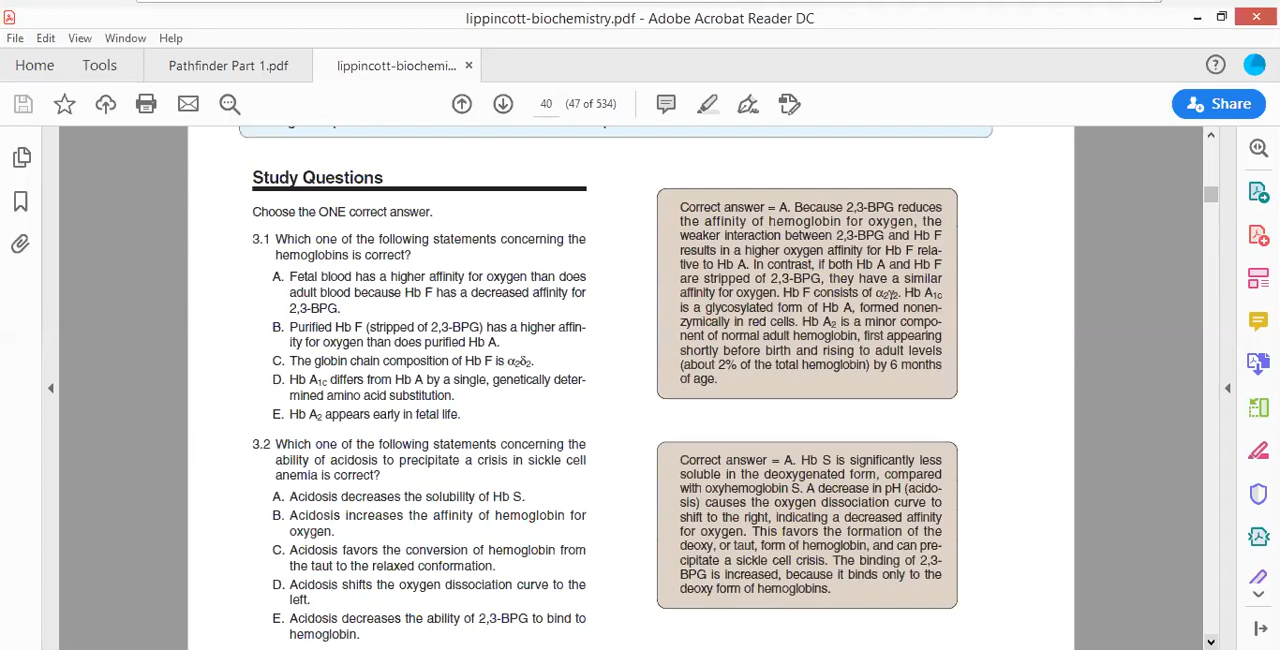 lippincott-biochemistry.pdf - Adobe Acrobat Reader DC
File Edit View Window Help
Home Tools Pathfinder Part 1.pdf lippincott-biochemi... ×
40 (47 of 534)
Share
Study Questions
Choose the ONE correct answer.
3.1 Which one of the following statements concerning the
hemoglobins is correct?
A. Fetal blood has a higher affinity for oxygen than does
adult blood because Hb F has a decreased affinity for
2,3-BPG.
B. Purified Hb F (stripped of 2,3-BPG) has a higher affin-
ity for oxygen than does purified Hb A.
C. The globin chain composition of Hb F is α₂δ₂.
D. Hb A₁c differs from Hb A by a single, genetically deter-
mined amino acid substitution.
E. Hb A₂ appears early in fetal life.
Correct answer = A. Because 2,3-BPG reduces
the affinity of hemoglobin for oxygen, the
weaker interaction between 2,3-BPG and Hb F
results in a higher oxygen affinity for Hb F rela-
tive to Hb A. In contrast, if both Hb A and Hb F
are stripped of 2,3-BPG, they have a similar
affinity for oxygen. Hb F consists of α₂γ₂. Hb A₁c
is a glycosylated form of Hb A, formed nonen-
zymically in red cells. Hb A₂ is a minor compo-
nent of normal adult hemoglobin, first appearing
shortly before birth and rising to adult levels
(about 2% of the total hemoglobin) by 6 months
of age.
3.2 Which one of the following statements concerning the
ability of acidosis to precipitate a crisis in sickle cell
anemia is correct?
A. Acidosis decreases the solubility of Hb S.
B. Acidosis increases the affinity of hemoglobin for
oxygen.
C. Acidosis favors the conversion of hemoglobin from
the taut to the relaxed conformation.
D. Acidosis shifts the oxygen dissociation curve to the
left.
E. Acidosis decreases the ability of 2,3-BPG to bind to
hemoglobin.
Correct answer = A. Hb S is significantly less
soluble in the deoxygenated form, compared
with oxyhemoglobin S. A decrease in pH (acido-
sis) causes the oxygen dissociation curve to
shift to the right, indicating a decreased affinity
for oxygen. This favors the formation of the
deoxy, or taut, form of hemoglobin, and can pre-
cipitate a sickle cell crisis. The binding of 2,3-
BPG is increased, because it binds only to the
deoxy form of hemoglobins.